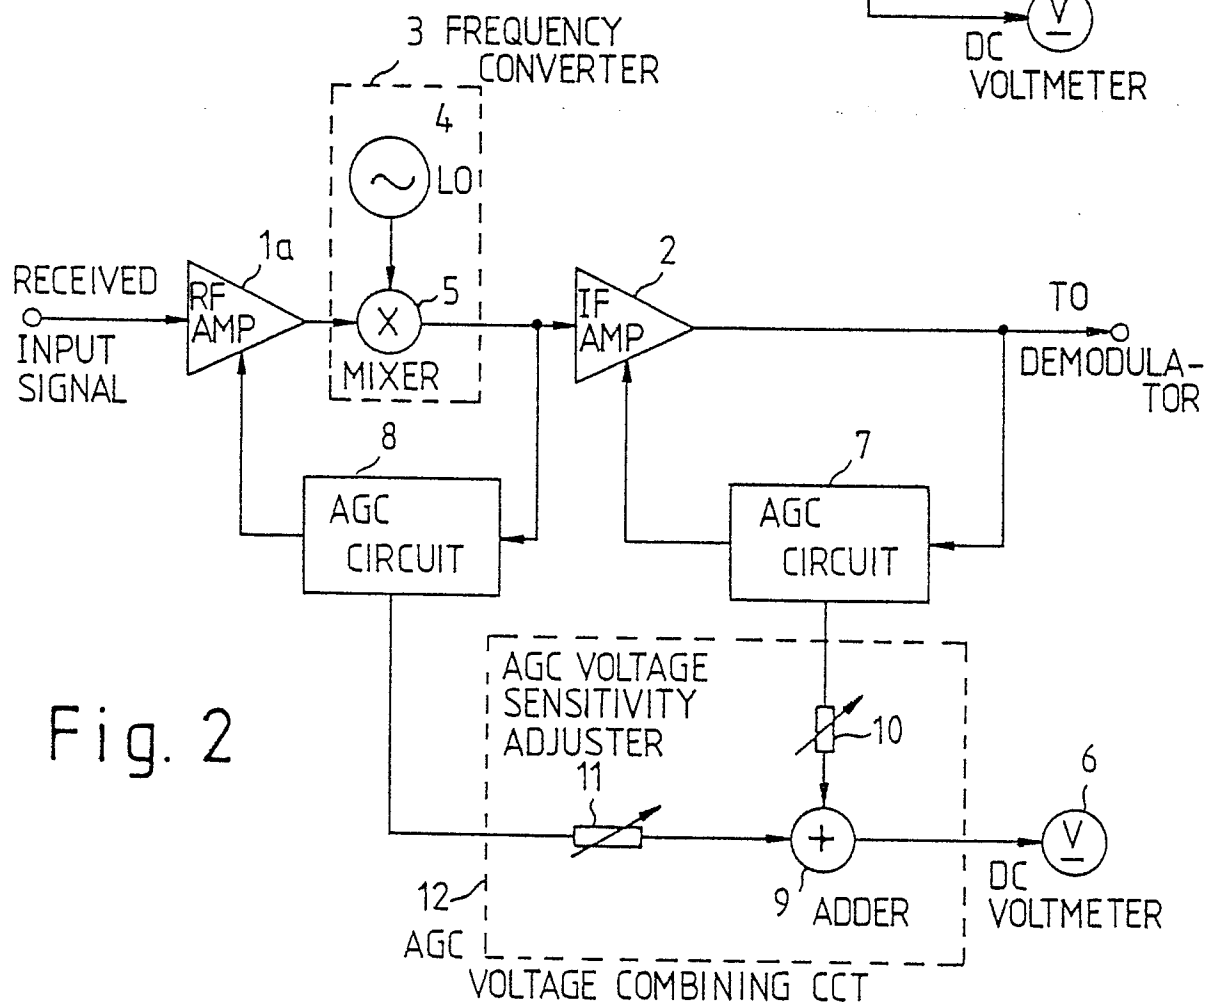 V
DC
VOLTMETER
3 FREQUENCY
CONVERTER
4
LO
1a
RECEIVED
INPUT
SIGNAL
RF
AMP
X
5
MIXER
2
IF
AMP
TO
DEMODULA-
TOR
8
AGC
CIRCUIT
7
AGC
CIRCUIT
AGC VOLTAGE
SENSITIVITY
ADJUSTER
11
10
Fig. 2
+
9
ADDER
6
V
DC
VOLTMETER
12
AGC
VOLTAGE COMBINING CCT